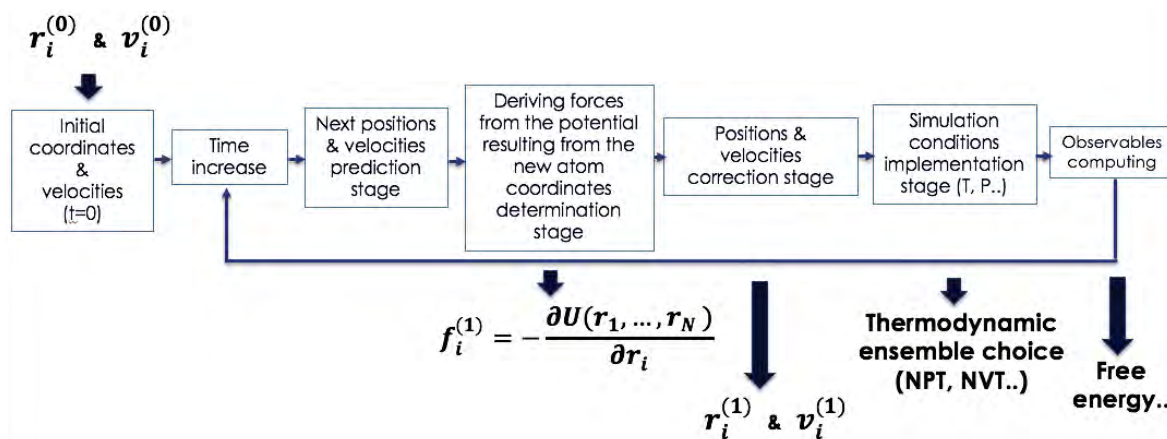 r_i^{(0)} & v_i^{(0)}
Initial
coordinates
&
velocities
(t=0)
Time
increase
Next positions
& velocities
prediction
stage
Deriving forces
from the potential
resulting from the
new atom
coordinates
determination
stage
Positions &
velocities
correction stage
Simulation
conditions
implementation
stage (T, P..)
Observables
computing
f_i^{(1)} = -\frac{∂U(r_1, ..., r_N)}{∂r_i}
r_i^{(1)} & v_i^{(1)}
Thermodynamic
ensemble choice
(NPT, NVT..)
Free
energy..